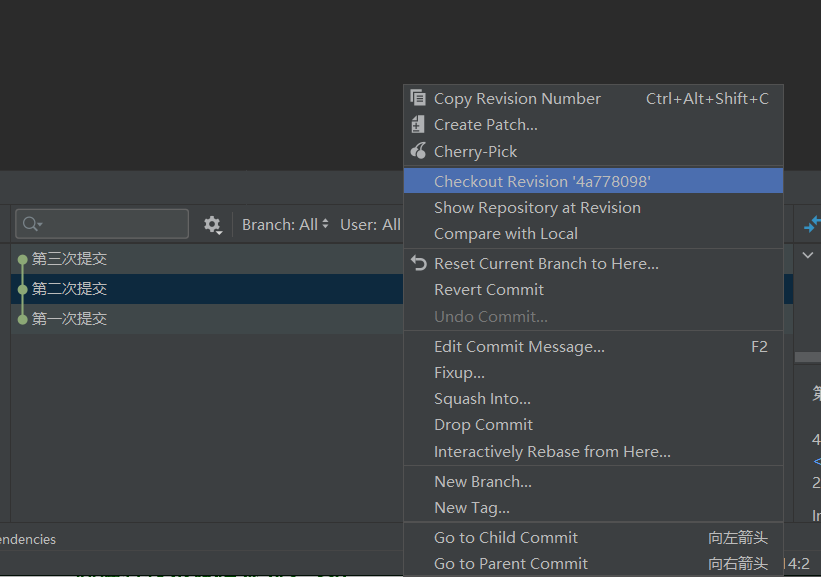 Copy Revision Number Ctrl+Alt+Shift+C
Create Patch...
Cherry-Pick
Checkout Revision '4a778098'
Show Repository at Revision
Compare with Local
Reset Current Branch to Here...
Revert Commit
Undo Commit...
Edit Commit Message... F2
Fixup...
Squash Into...
Drop Commit
Interactively Rebase from Here...
New Branch...
New Tag...
Go to Child Commit 向左箭头
Go to Parent Commit 向右箭头
Branch: All User: All
第三次提交
第二次提交
第一次提交
endencies
4
<
2
14:2